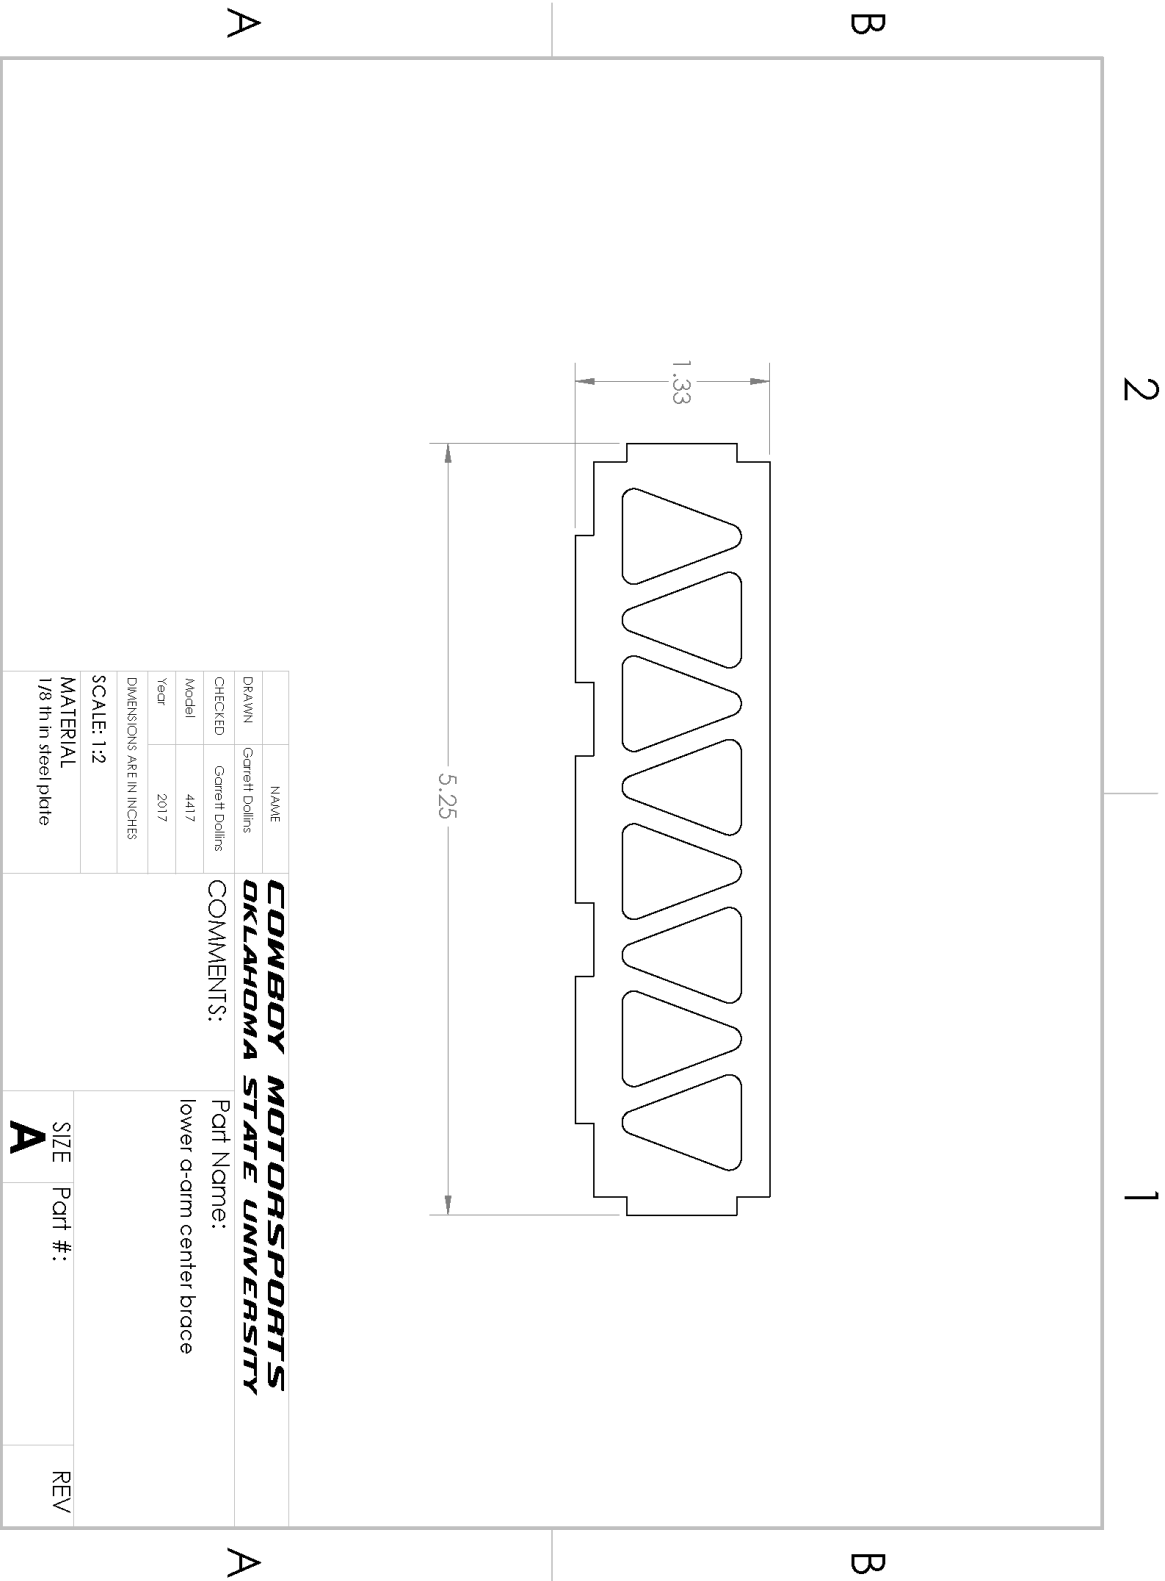 2
1
B
B
A
A
1.33
5.25
NAME
DRAWN Garrett Dollins
CHECKED Garrett Dollins
Model 4417
Year 2017
DIMENSIONS ARE IN INCHES
SCALE: 1:2
MATERIAL
1/8 th in steel plate
COWBOY MOTORSPORTS
OKLAHOMA STATE UNIVERSITY
COMMENTS:
Part Name:
lower a-arm center brace
SIZE
A
Part #:
REV